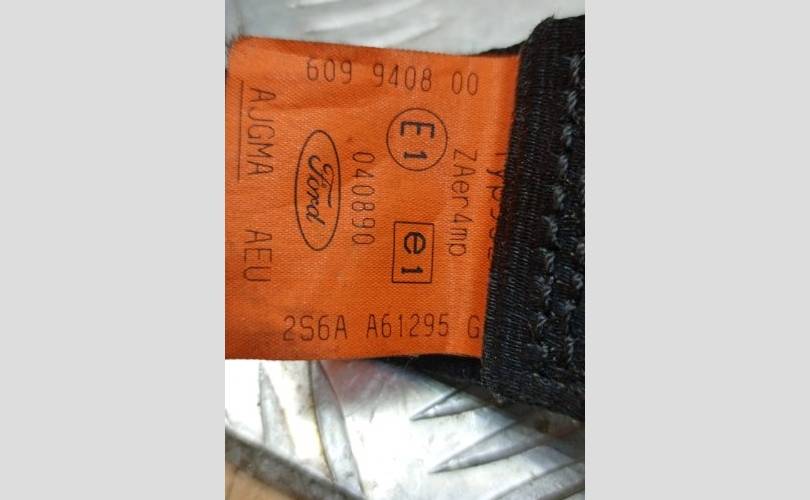 609 9408 00
AJGMA AEU
Ford
040890
E1
e1
ZAer4mp
2S6A A61295 G